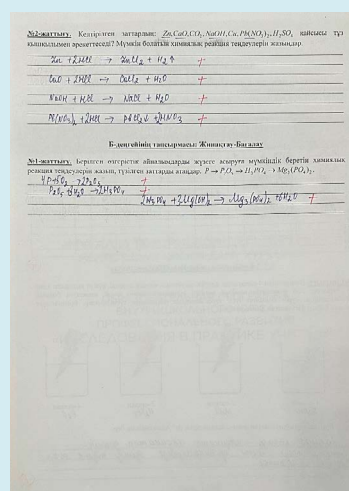 №2-жаттығу. Келтірілген заттардың: Zn, CaO, CO₂, NaOH, Cu, Pb(NO₃)₂, H₂SO₄ қайсысы тұз
қышқылымен әрекеттеседі? Мүмкін болатын химиялық реакция теңдеулерін жазыңдар.
Zn + 2HCl → ZnCl₂ + H₂↑ +
CaO + 2HCl → CaCl₂ + H₂O +
NaOH + HCl → NaCl + H₂O +
Pb(NO₃)₂ + 2HCl → PbCl₂↓ + 2HNO₃ +
Б-деңгейінің тапсырмасы: Жинақтау-Бағалау
№1-жаттығу. Берілген өзгерістің айналымдарды жүзеге асыруға мүмкіндік беретін химиялық
реакция теңдеулерін жазып, түзілген заттарды атаңдар. P → P₂O₅ → H₃PO₄ → Mg₃(PO₄)₂.
4P + 5O₂ → 2P₂O₅ +
P₂O₅ + 3H₂O → 2H₃PO₄ +
2H₃PO₄ + 3Mg(OH)₂ → Mg₃(PO₄)₂ + 6H₂O +